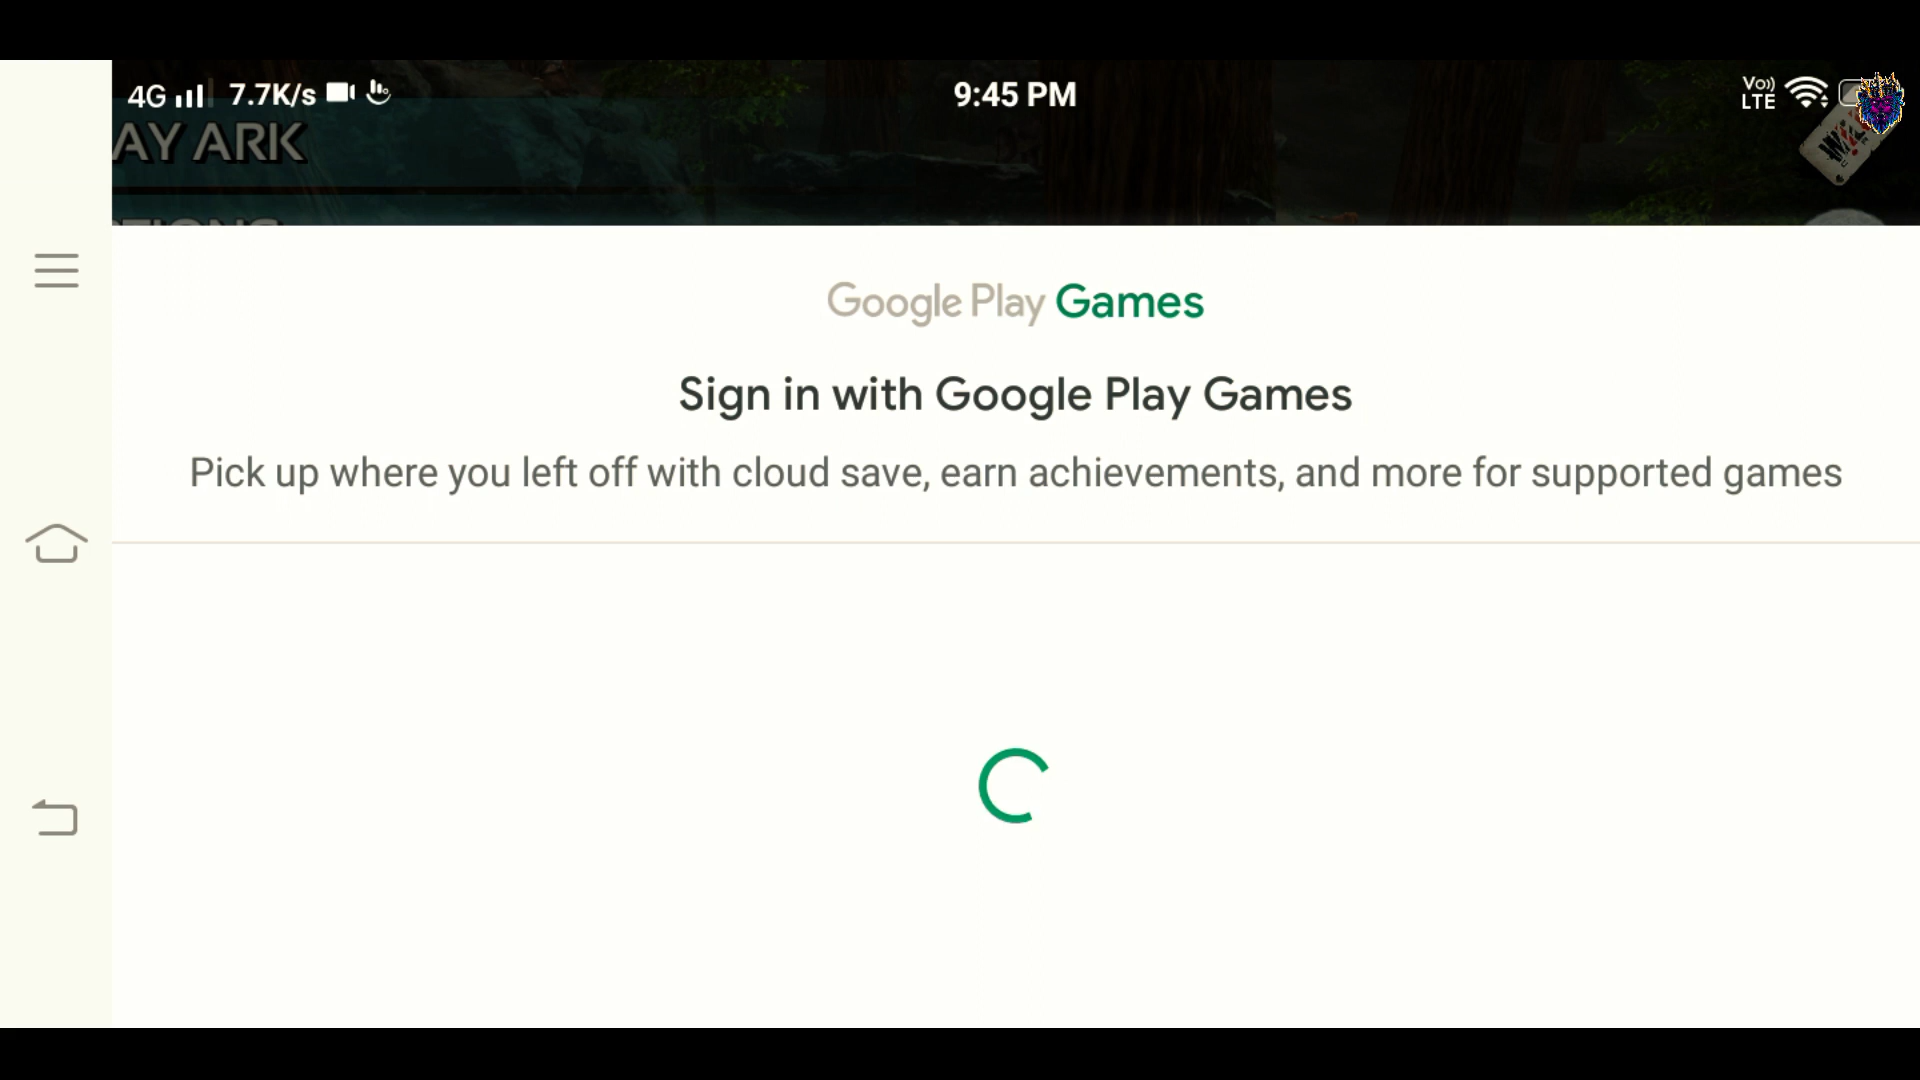 4G 7.7K/s 9:45 PM Vo)) LTE
AY ARK
TIONS
Google Play Games
Sign in with Google Play Games
Pick up where you left off with cloud save, earn achievements, and more for supported games